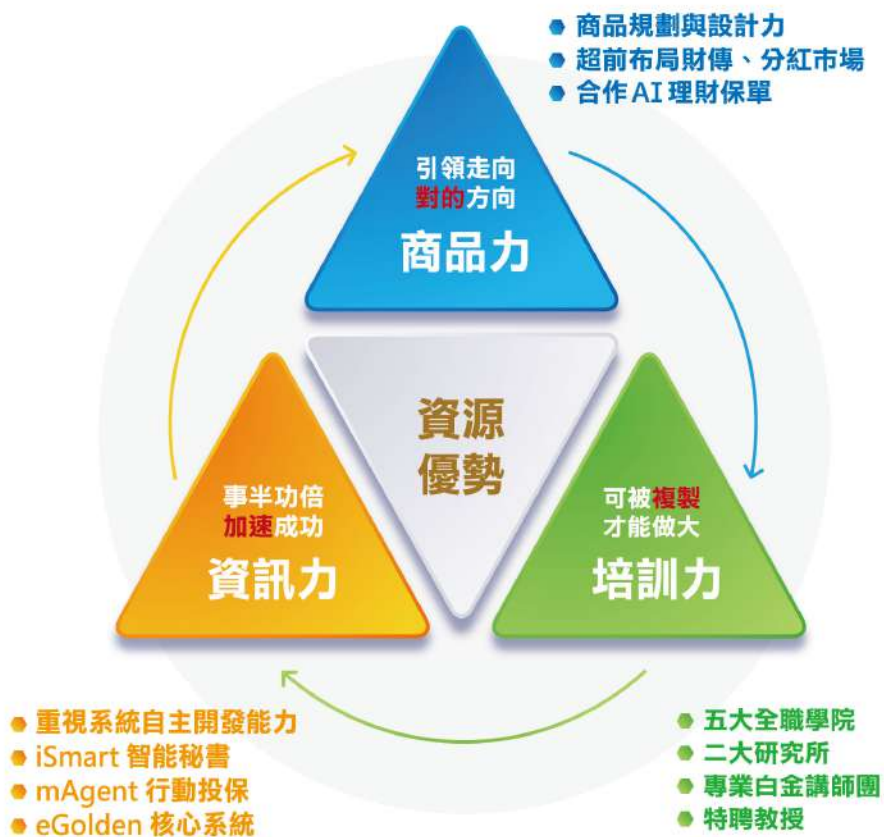 商品規劃與設計力
超前布局財傳、分紅市場
合作AI理財保單
引領走向
對的方向
商品力
資源
優勢
事半功倍
加速成功
資訊力
可被複製
才能做大
培訓力
重視系統自主開發能力
iSmart 智能秘書
mAgent 行動投保
eGolden 核心系統
五大全職學院
二大研究所
專業白金講師團
特聘教授